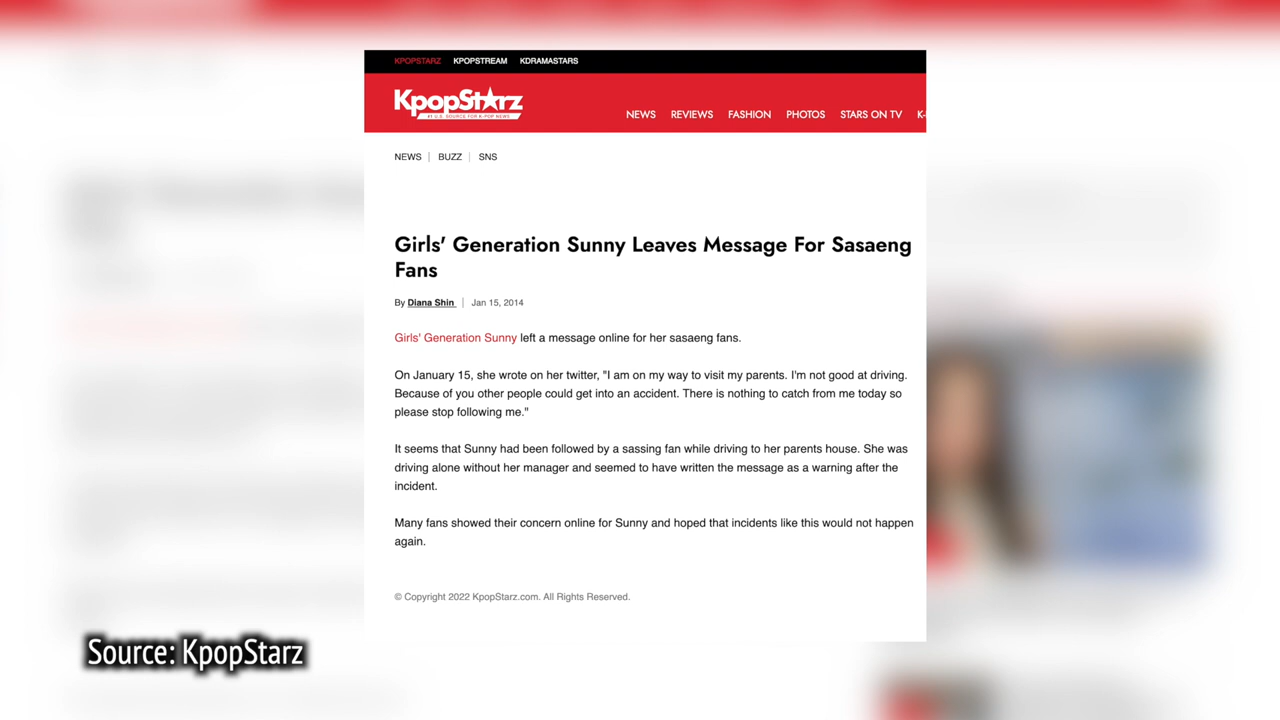 KPOPSTARZ KPOPSTREAM KDRAMASTARS
KpopStarz
#1 U.S. SOURCE FOR K-POP NEWS
NEWS REVIEWS FASHION PHOTOS STARS ON TV K-
NEWS | BUZZ | SNS
Girls' Generation Sunny Leaves Message For Sasaeng
Fans
By Diana Shin | Jan 15, 2014
Girls' Generation Sunny left a message online for her sasaeng fans.
On January 15, she wrote on her twitter, "I am on my way to visit my parents. I'm not good at driving.
Because of you other people could get into an accident. There is nothing to catch from me today so
please stop following me."
It seems that Sunny had been followed by a sassing fan while driving to her parents house. She was
driving alone without her manager and seemed to have written the message as a warning after the
incident.
Many fans showed their concern online for Sunny and hoped that incidents like this would not happen
again.
© Copyright 2022 KpopStarz.com. All Rights Reserved.
Source: KpopStarz